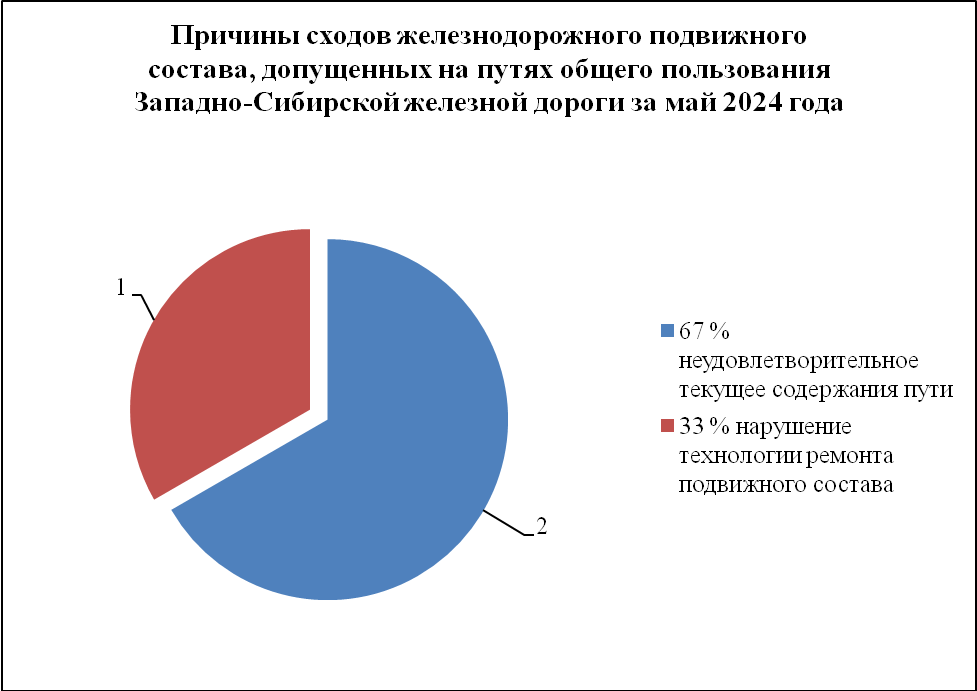 Причины сходов железнодорожного подвижного
состава, допущенных на путях общего пользования
Западно-Сибирской железной дороги за май 2024 года
1
2
67 %
неудовлетворительное
текущее содержания пути
33 % нарушение
технологии ремонта
подвижного состава